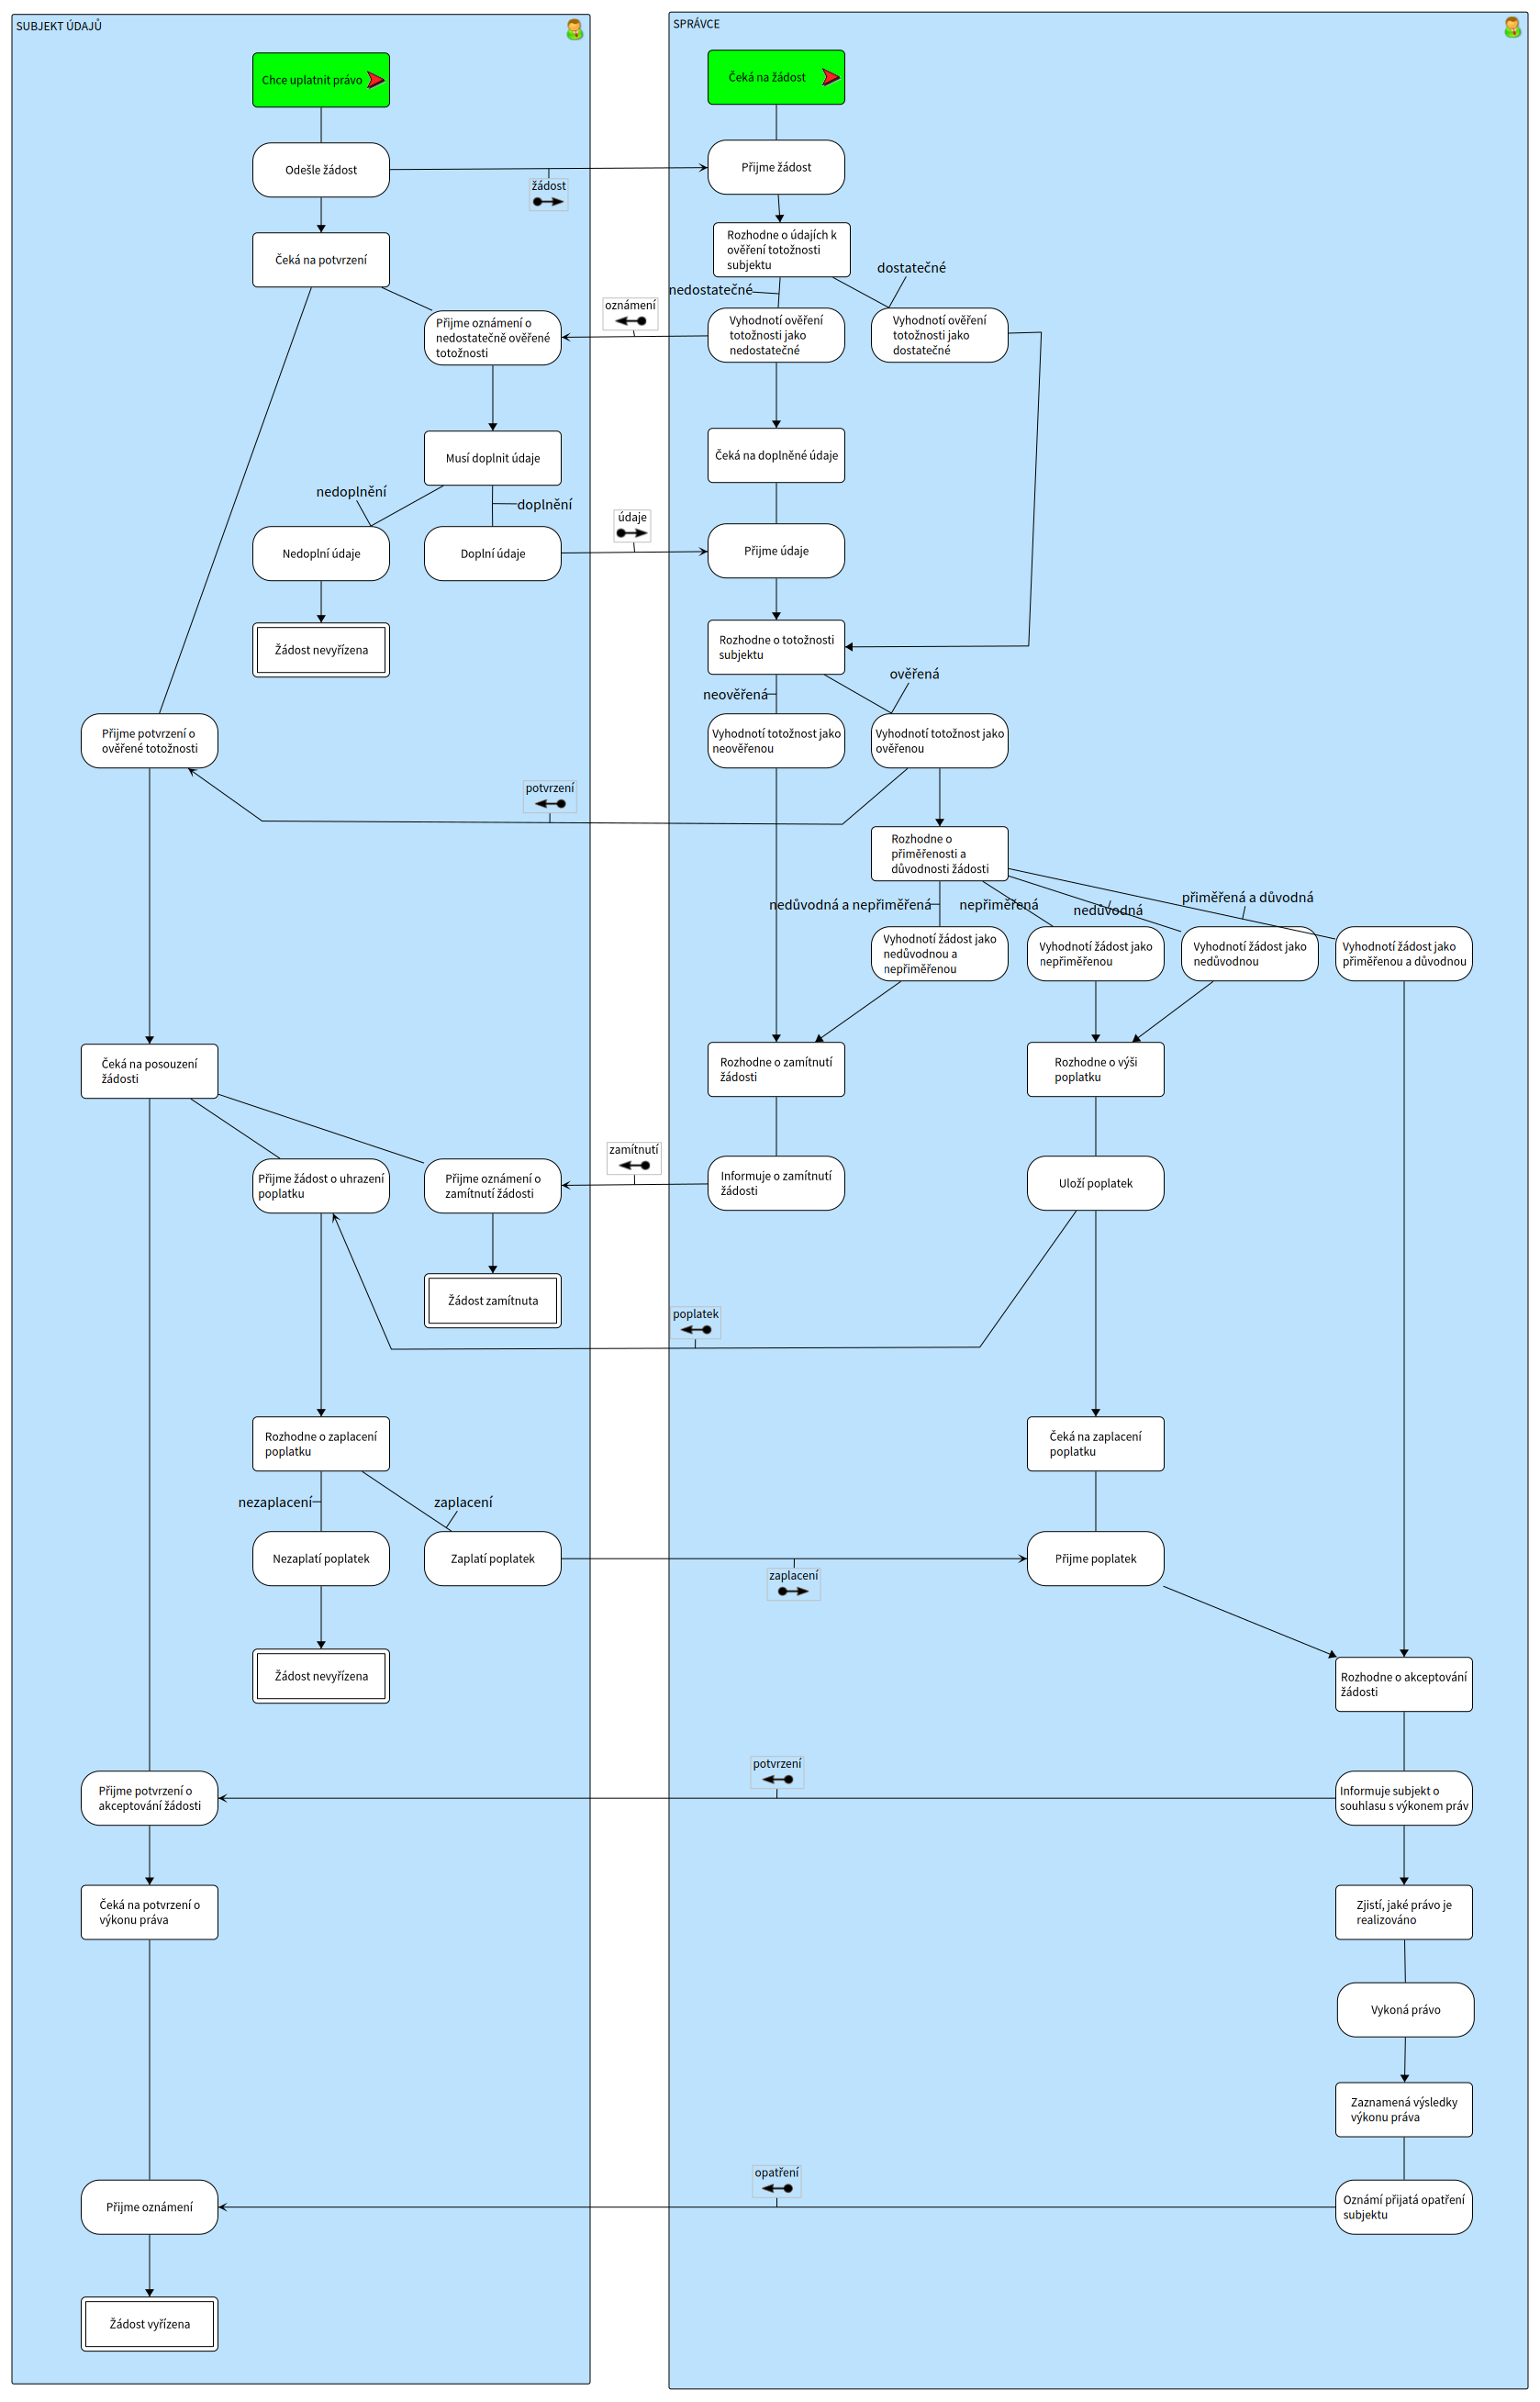 SUBJEKT ÚDAJŮ
SPRÁVCE
Chce uplatnit právo
Čeká na žádost
Odešle žádost
žádost
Přijme žádost
Čeká na potvrzení
Rozhodne o údajích k
ověření totožnosti
subjektu
nedostatečné
dostatečné
oznámení
Přijme oznámení o
nedostatečně ověřené
totožnosti
Vyhodnotí ověření
totožnosti jako
nedostatečné
Vyhodnotí ověření
totožnosti jako
dostatečné
Musí doplnit údaje
Čeká na doplněné údaje
nedoplnění
doplnění
údaje
Nedoplní údaje
Doplní údaje
Přijme údaje
Žádost nevyřízena
Rozhodne o totožnosti
subjektu
neověřená
ověřená
Přijme potvrzení o
ověřené totožnosti
Vyhodnotí totožnost jako
neověřenou
Vyhodnotí totožnost jako
ověřenou
potvrzení
Rozhodne o
přiměřenosti a
důvodnosti žádosti
nedůvodná a nepřiměřená
nepřiměřená
nedůvodná
přiměřená a důvodná
Vyhodnotí žádost jako
nedůvodnou a
nepřiměřenou
Vyhodnotí žádost jako
nepřiměřenou
Vyhodnotí žádost jako
nedůvodnou
Vyhodnotí žádost jako
přiměřenou a důvodnou
Čeká na posouzení
žádosti
Rozhodne o zamítnutí
žádosti
Rozhodne o výši
poplatku
Přijme žádost o uhrazení
poplatku
Přijme oznámení o
zamítnutí žádosti
zamítnutí
Informuje o zamítnutí
žádosti
Uloží poplatek
Žádost zamítnuta
poplatek
Rozhodne o zaplacení
poplatku
Čeká na zaplacení
poplatku
nezaplacení
zaplacení
Nezaplatí poplatek
Zaplatí poplatek
zaplacení
Přijme poplatek
Žádost nevyřízena
Rozhodne o akceptování
žádosti
potvrzení
Přijme potvrzení o
akceptování žádosti
Informuje subjekt o
souhlasu s výkonem práv
Čeká na potvrzení o
výkonu práva
Zjistí, jaké právo je
realizováno
Vykoná právo
Zaznamená výsledky
výkonu práva
opatření
Přijme oznámení
Oznámí přijatá opatření
subjektu
Žádost vyřízena